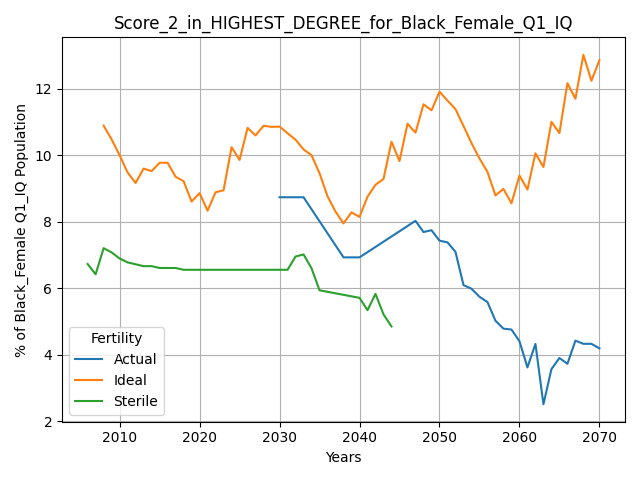 Score_2_in_HIGHEST_DEGREE_for_Black_Female_Q1_IQ
% of Black_Female Q1_IQ Population
12
10
8
6
4
2
Fertility
Actual
Ideal
Sterile
2010 2020 2030 2040 2050 2060 2070
Years